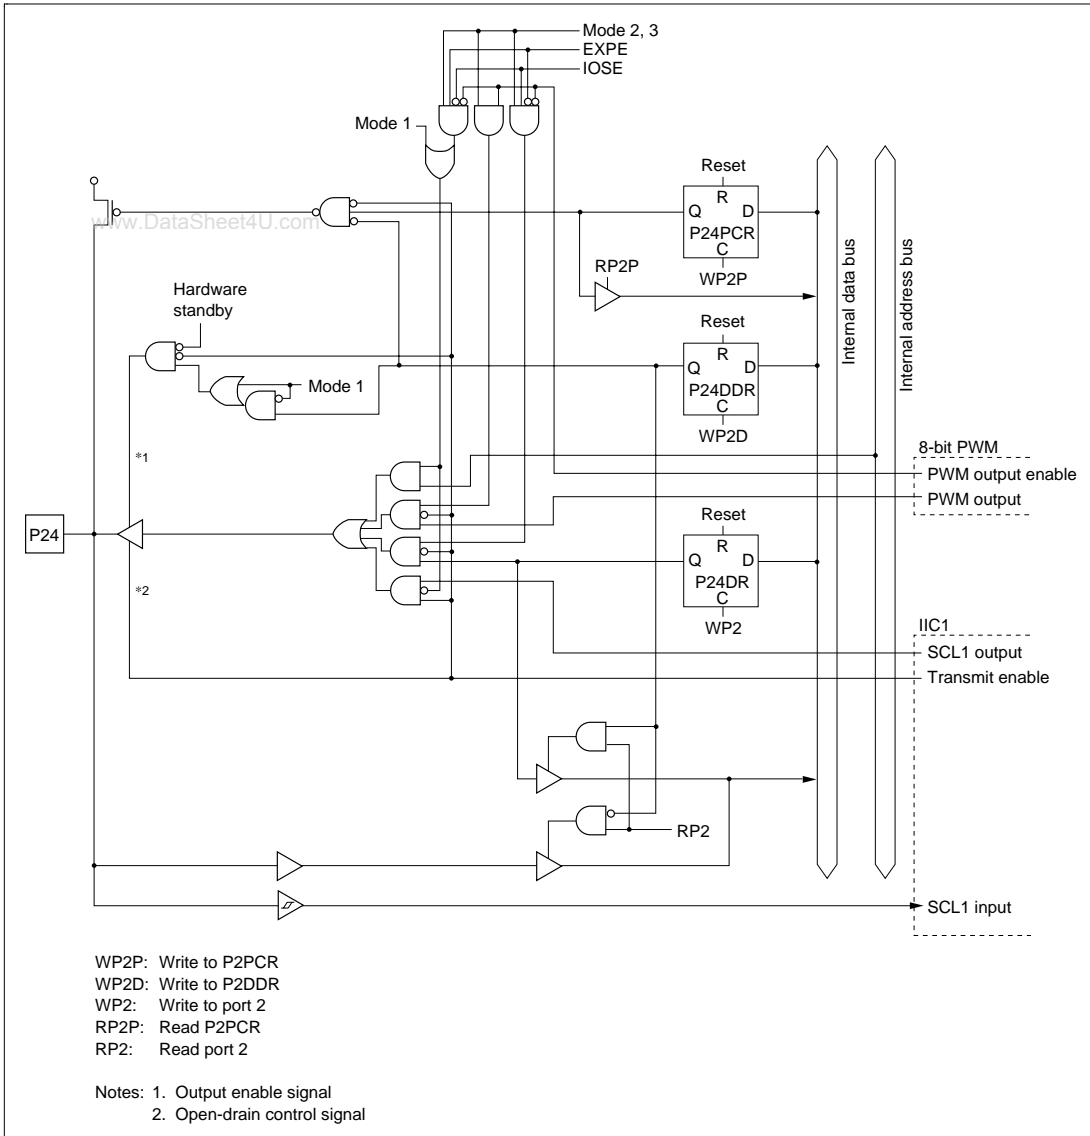 Mode 2, 3
EXPE
IOSE
Mode 1
Reset
R
Q D
P24PCR
C
WP2P
www.DataSheet4U.com
RP2P
Hardware
standby
Reset
R
Q D
P24DDR
C
WP2D
Mode 1
Internal data bus
Internal address bus
8-bit PWM
PWM output enable
PWM output
*1
Reset
R
Q D
P24DR
C
WP2
P24
*2
IIC1
SCL1 output
Transmit enable
RP2
SCL1 input
WP2P: Write to P2PCR
WP2D: Write to P2DDR
WP2: Write to port 2
RP2P: Read P2PCR
RP2: Read port 2
Notes: 1. Output enable signal
2. Open-drain control signal